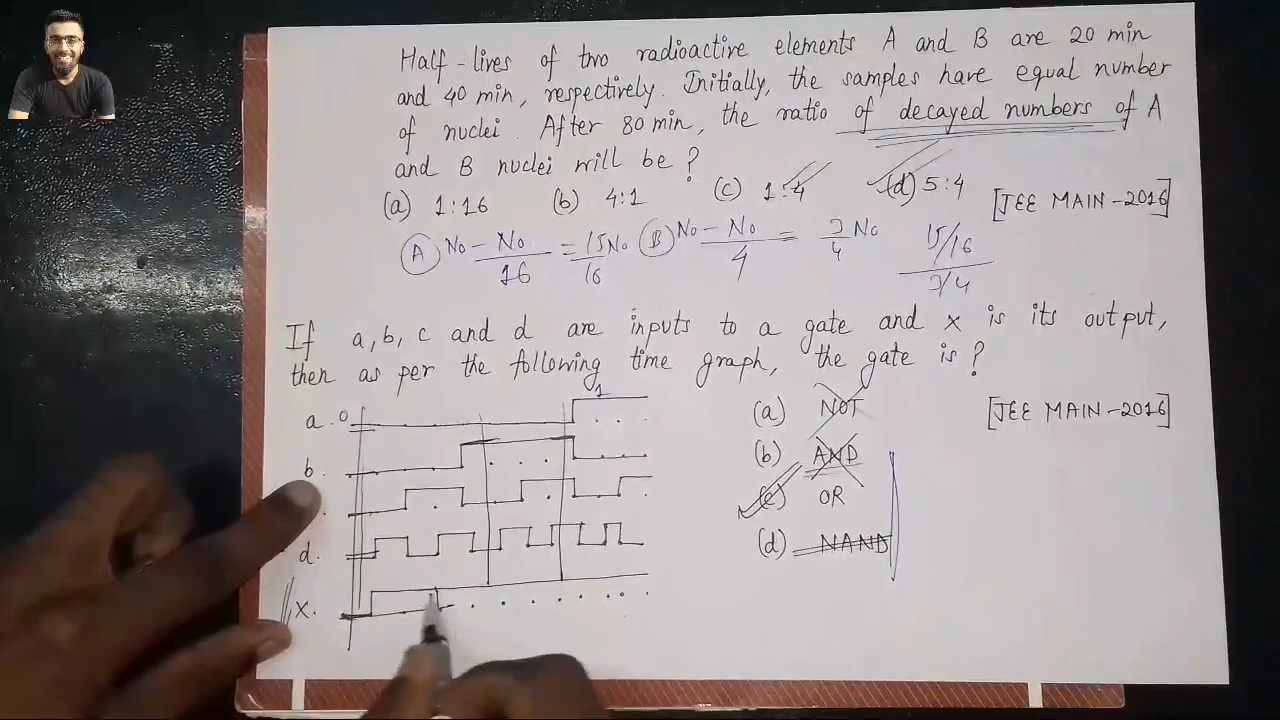 Half-lives of two radioactive elements A and B are 20 min
and 40 min, respectively. Initially, the samples have equal number
of nuclei. After 80 min, the ratio of decayed numbers of A
and B nuclei will be?
(a) 1:16 (b) 4:1 (c) 1:4 (d) 5:4
[JEE MAIN-2016]
(A) No - No/16 = 15No/16 (B) No - No/4 = 3/4 No 15/16 / 3/4
If a, b, c and d are inputs to a gate and x is its output,
then as per the following time graph, the gate is?
[JEE MAIN-2016]
a. 0 1
b.
d.
x.
(a) NOT
(b) AND
(c) OR
(d) NAND